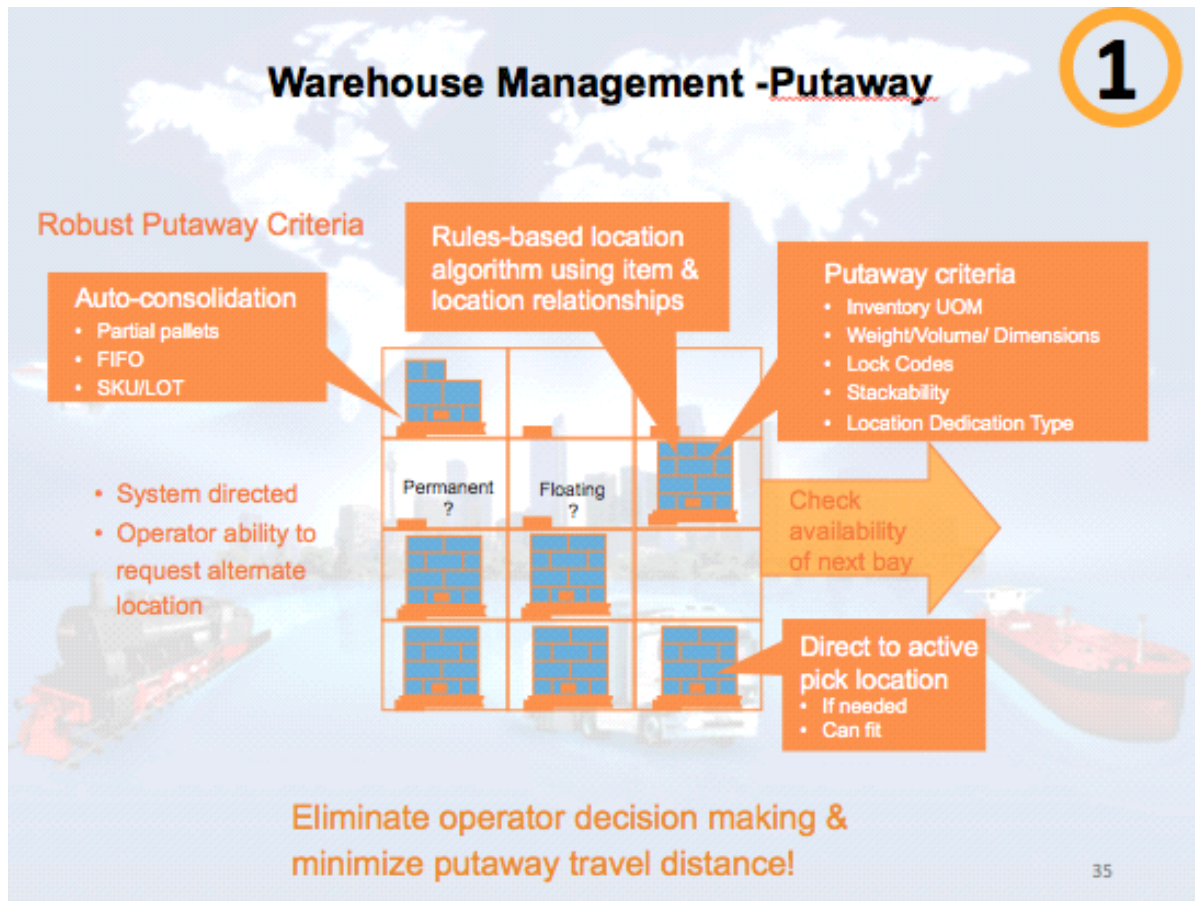 Warehouse Management -Putaway
1
Robust Putaway Criteria
Auto-consolidation
• Partial pallets
• FIFO
• SKU/LOT
Rules-based location
algorithm using item &
location relationships
Putaway criteria
• Inventory UOM
• Weight/Volume/ Dimensions
• Lock Codes
• Stackability
• Location Dedication Type
• System directed
• Operator ability to
request alternate
location
Permanent
?
Floating
?
Check
availability
of next bay
Direct to active
pick location
• If needed
• Can fit
Eliminate operator decision making &
minimize putaway travel distance!
35